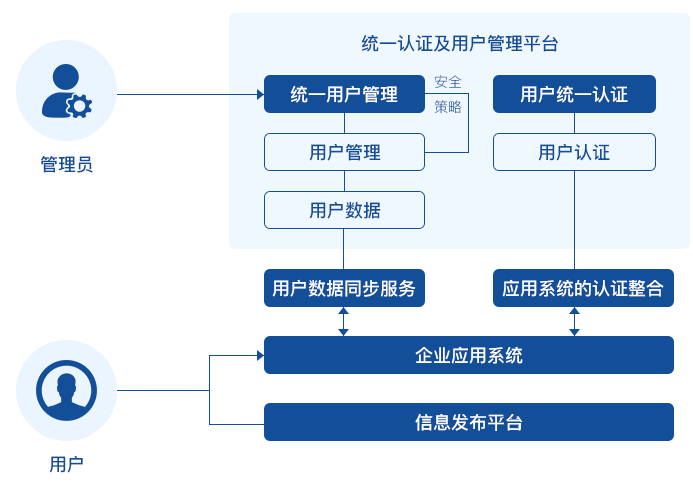 统一认证及用户管理平台
管理员
统一用户管理
安全
策略
用户统一认证
用户管理
用户认证
用户数据
用户数据同步服务
应用系统的认证整合
用户
企业应用系统
信息发布平台